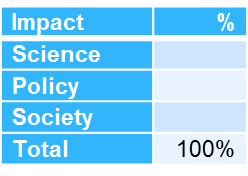 Impact %
Science
Policy
Society
Total 100%